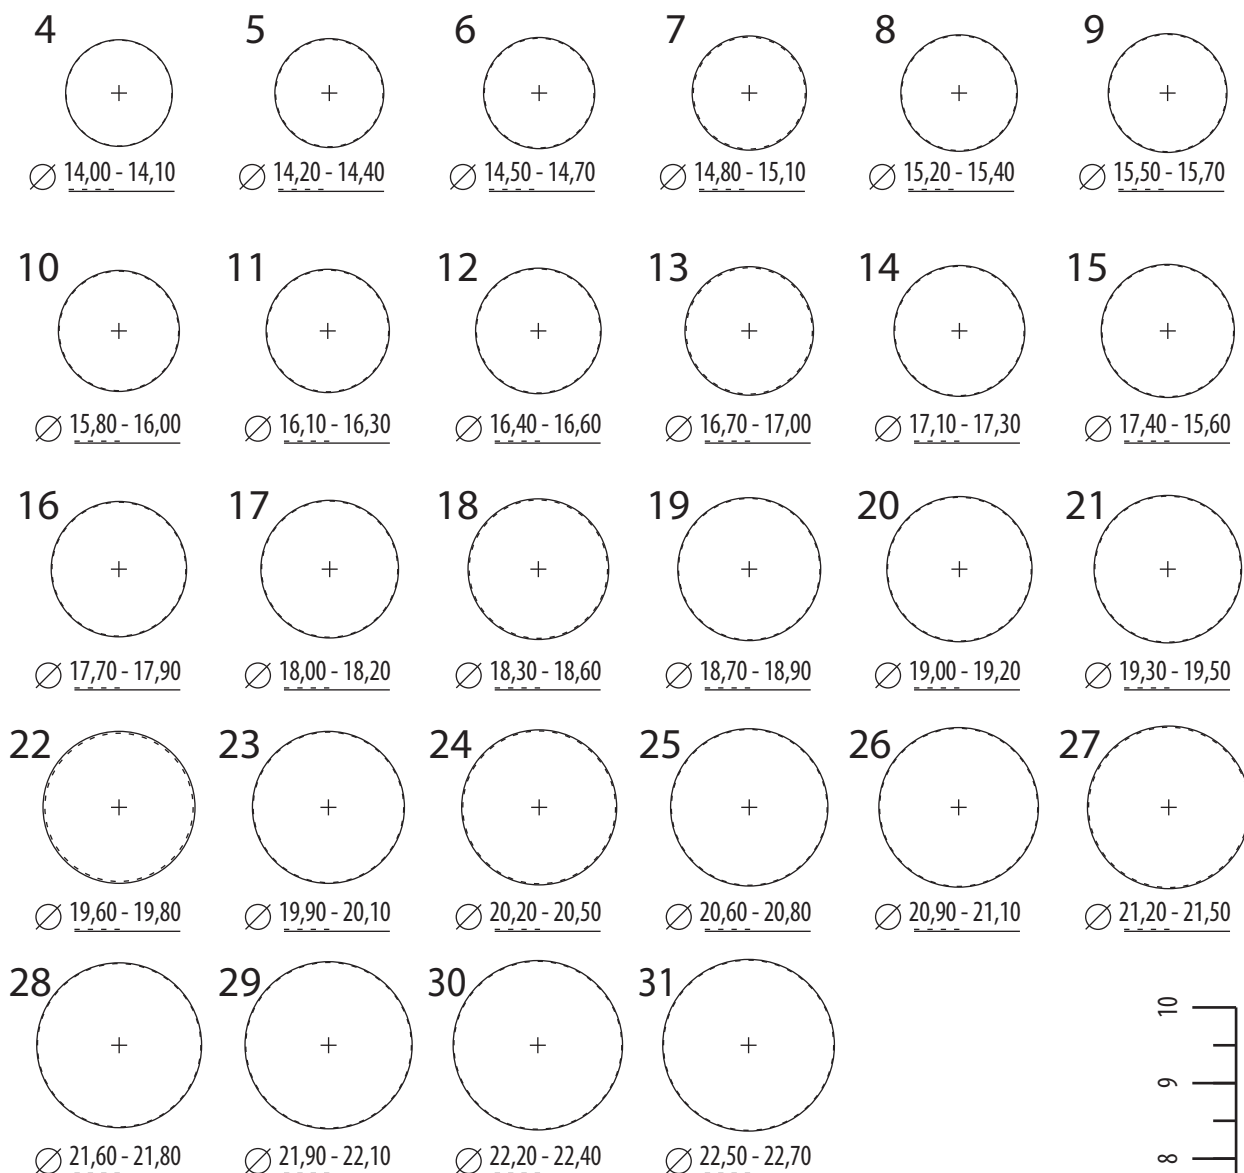 4 5 6 7 8 9
Ø 14,00 - 14,10 Ø 14,20 - 14,40 Ø 14,50 - 14,70 Ø 14,80 - 15,10 Ø 15,20 - 15,40 Ø 15,50 - 15,70
10 11 12 13 14 15
Ø 15,80 - 16,00 Ø 16,10 - 16,30 Ø 16,40 - 16,60 Ø 16,70 - 17,00 Ø 17,10 - 17,30 Ø 17,40 - 15,60
16 17 18 19 20 21
Ø 17,70 - 17,90 Ø 18,00 - 18,20 Ø 18,30 - 18,60 Ø 18,70 - 18,90 Ø 19,00 - 19,20 Ø 19,30 - 19,50
22 23 24 25 26 27
Ø 19,60 - 19,80 Ø 19,90 - 20,10 Ø 20,20 - 20,50 Ø 20,60 - 20,80 Ø 20,90 - 21,10 Ø 21,20 - 21,50
28 29 30 31
Ø 21,60 - 21,80 Ø 21,90 - 22,10 Ø 22,20 - 22,40 Ø 22,50 - 22,70
10
9
8